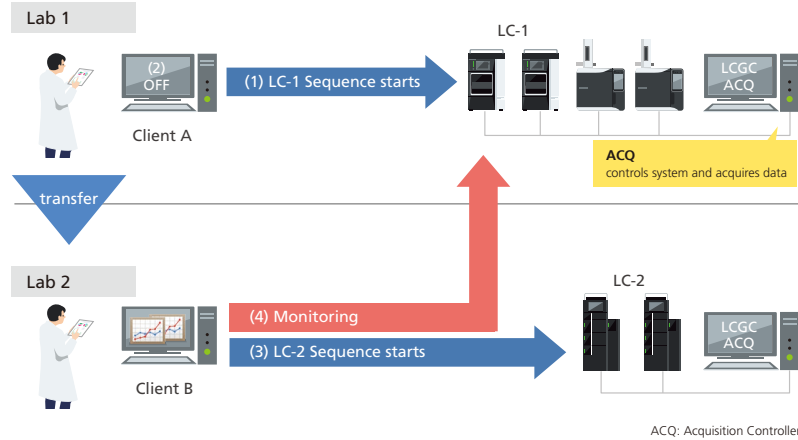 Lab 1
LC-1
(2)
OFF
(1) LC-1 Sequence starts
LCGC
ACQ
Client A
ACQ
controls system and acquires data
transfer
Lab 2
LC-2
(4) Monitoring
(3) LC-2 Sequence starts
LCGC
ACQ
Client B
ACQ: Acquisition Controller